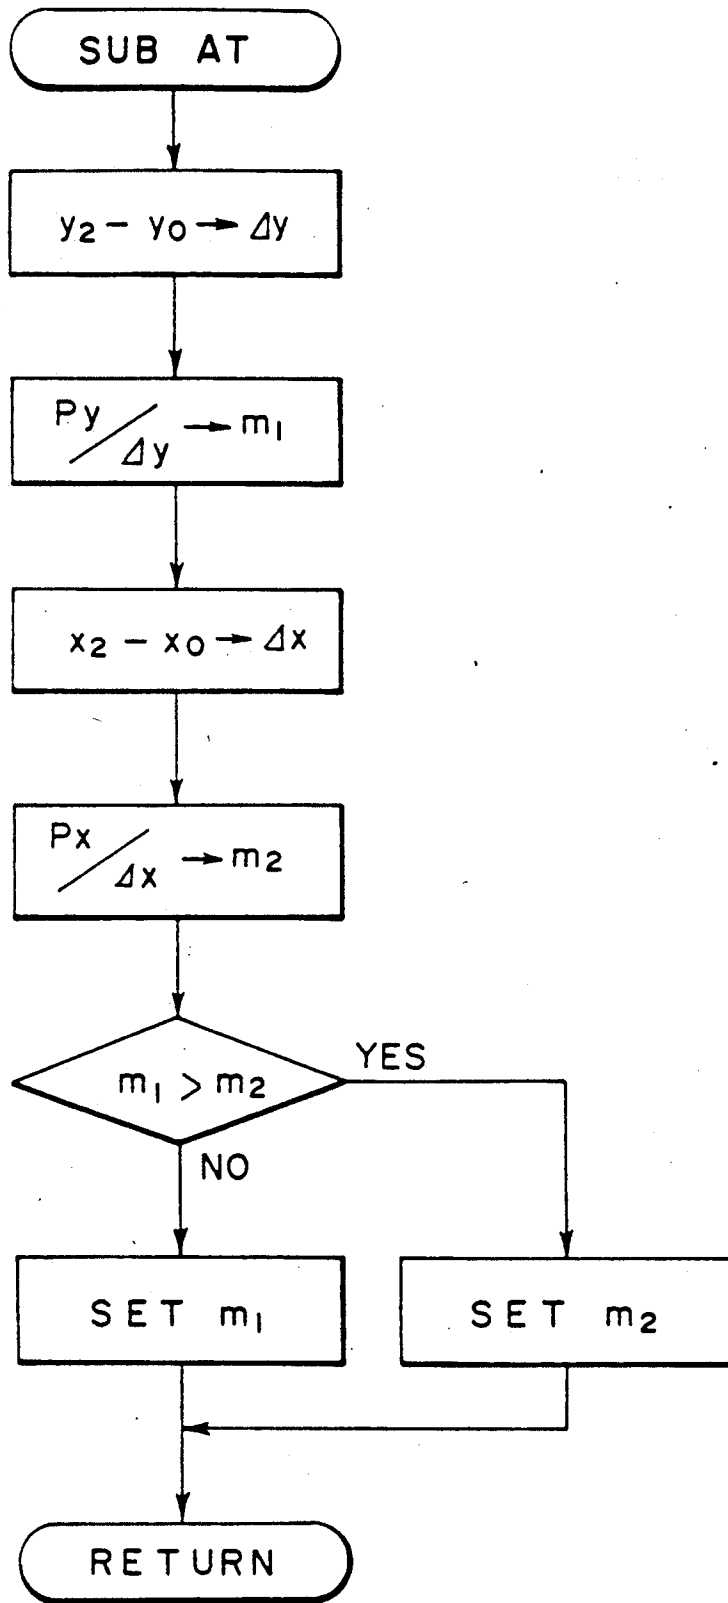 SUB AT
y₂ − y₀ → Δy
Py/Δy → m₁
x₂ − x₀ → Δx
Px/Δx → m₂
m₁ > m₂
YES
NO
SET m₁
SET m₂
RETURN